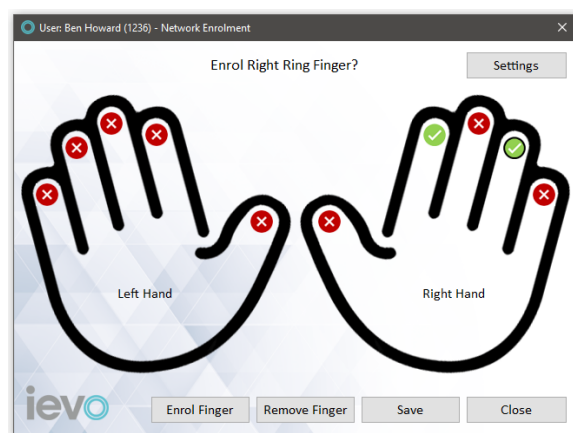 User: Ben Howard (1236) - Network Enrolment
Enrol Right Ring Finger?
Settings
Left Hand
Right Hand
ievo
Enrol Finger
Remove Finger
Save
Close